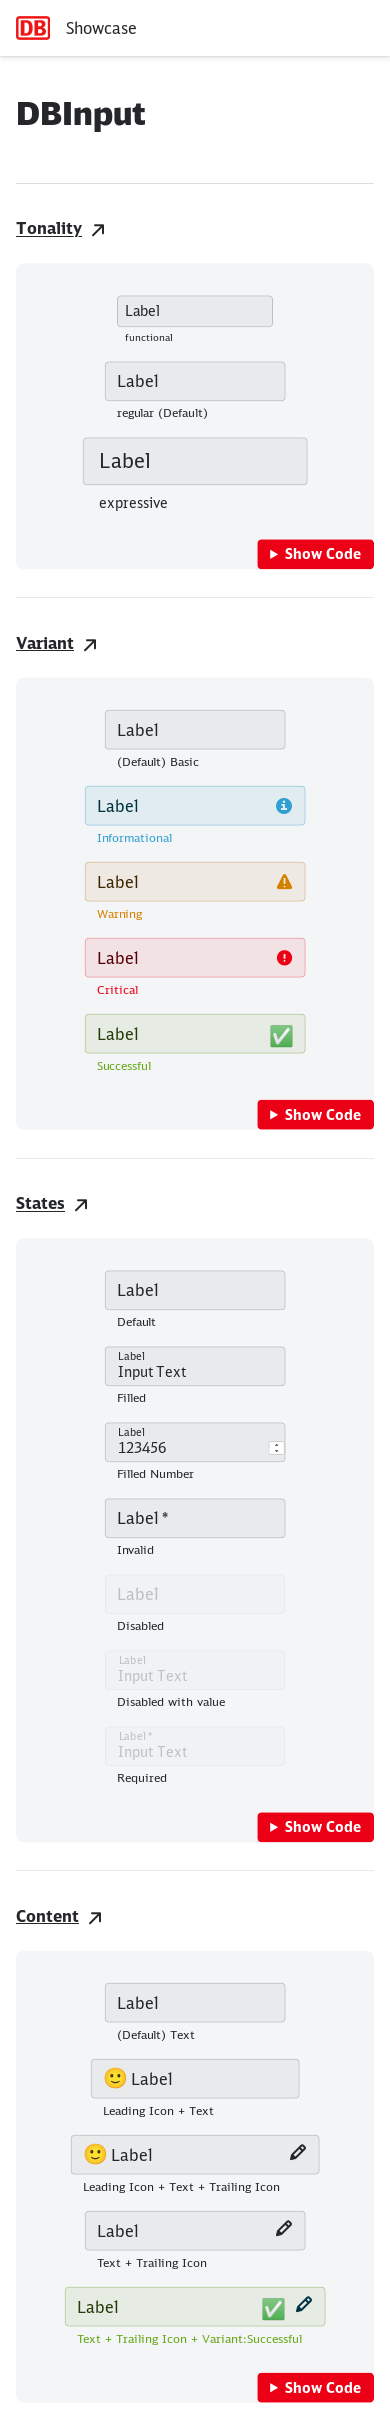 DB Showcase
DBInput
Tonality
Label
functional
Label
regular (Default)
Label
expressive
Show Code
Variant
Label
(Default) Basic
Label
Informational
Label
Warning
Label
Critical
Label
Successful
Show Code
States
Label
Default
Label
Input Text
Filled
Label
123456
Filled Number
Label *
Invalid
Label
Disabled
Label
Input Text
Disabled with value
Label *
Input Text
Required
Show Code
Content
Label
(Default) Text
Label
Leading Icon + Text
Label
Leading Icon + Text + Trailing Icon
Label
Text + Trailing Icon
Label
Text + Trailing Icon + Variant:Successful
Show Code